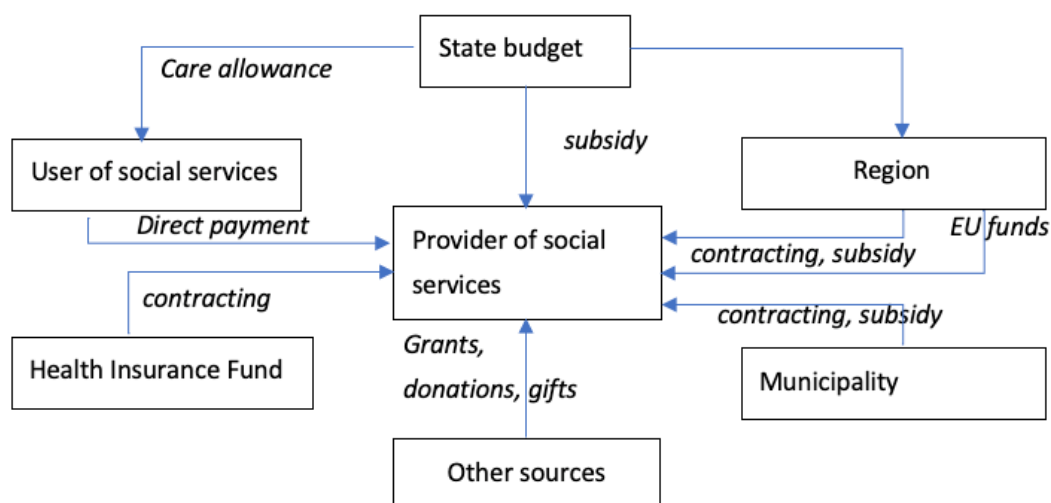 State budget
Care allowance
subsidy
User of social services
Region
Direct payment
EU funds
Provider of social
services
contracting, subsidy
contracting
contracting, subsidy
Health Insurance Fund
Grants,
donations, gifts
Municipality
Other sources